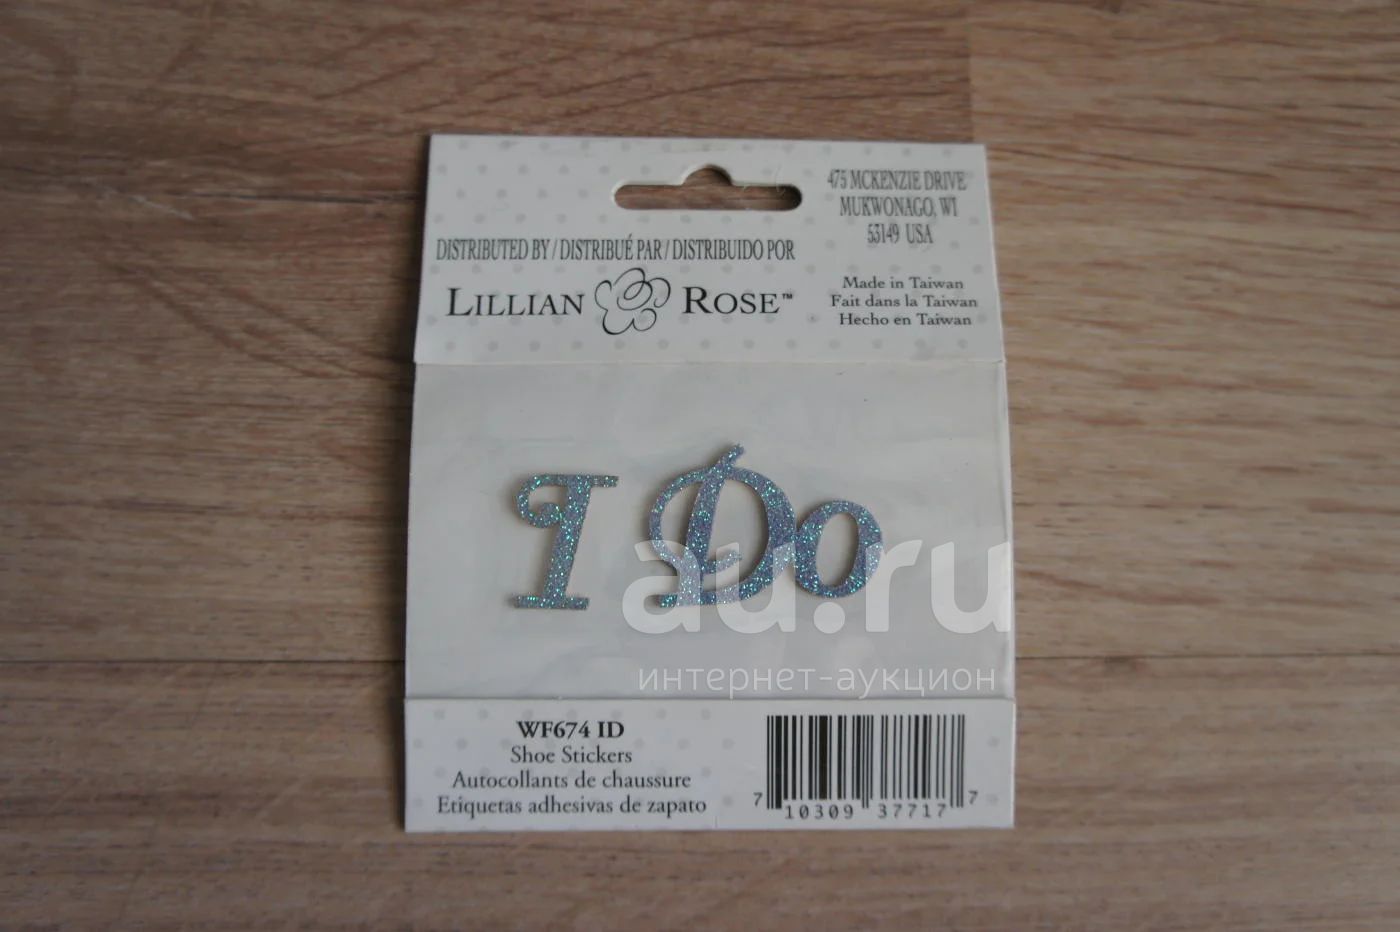 475 MCKENZIE DRIVE
MUKWONAGO, WI
53149 USA
DISTRIBUTED BY / DISTRIBUÉ PAR / DISTRIBUIDO POR
LILLIAN ROSE™
Made in Taiwan
Fait dans la Taiwan
Hecho en Taiwan
I Do
au.ru
интернет-аукцион
WF674 ID
Shoe Stickers
Autocollants de chaussure
Etiquetas adhesivas de zapato
7 10309 37717 7